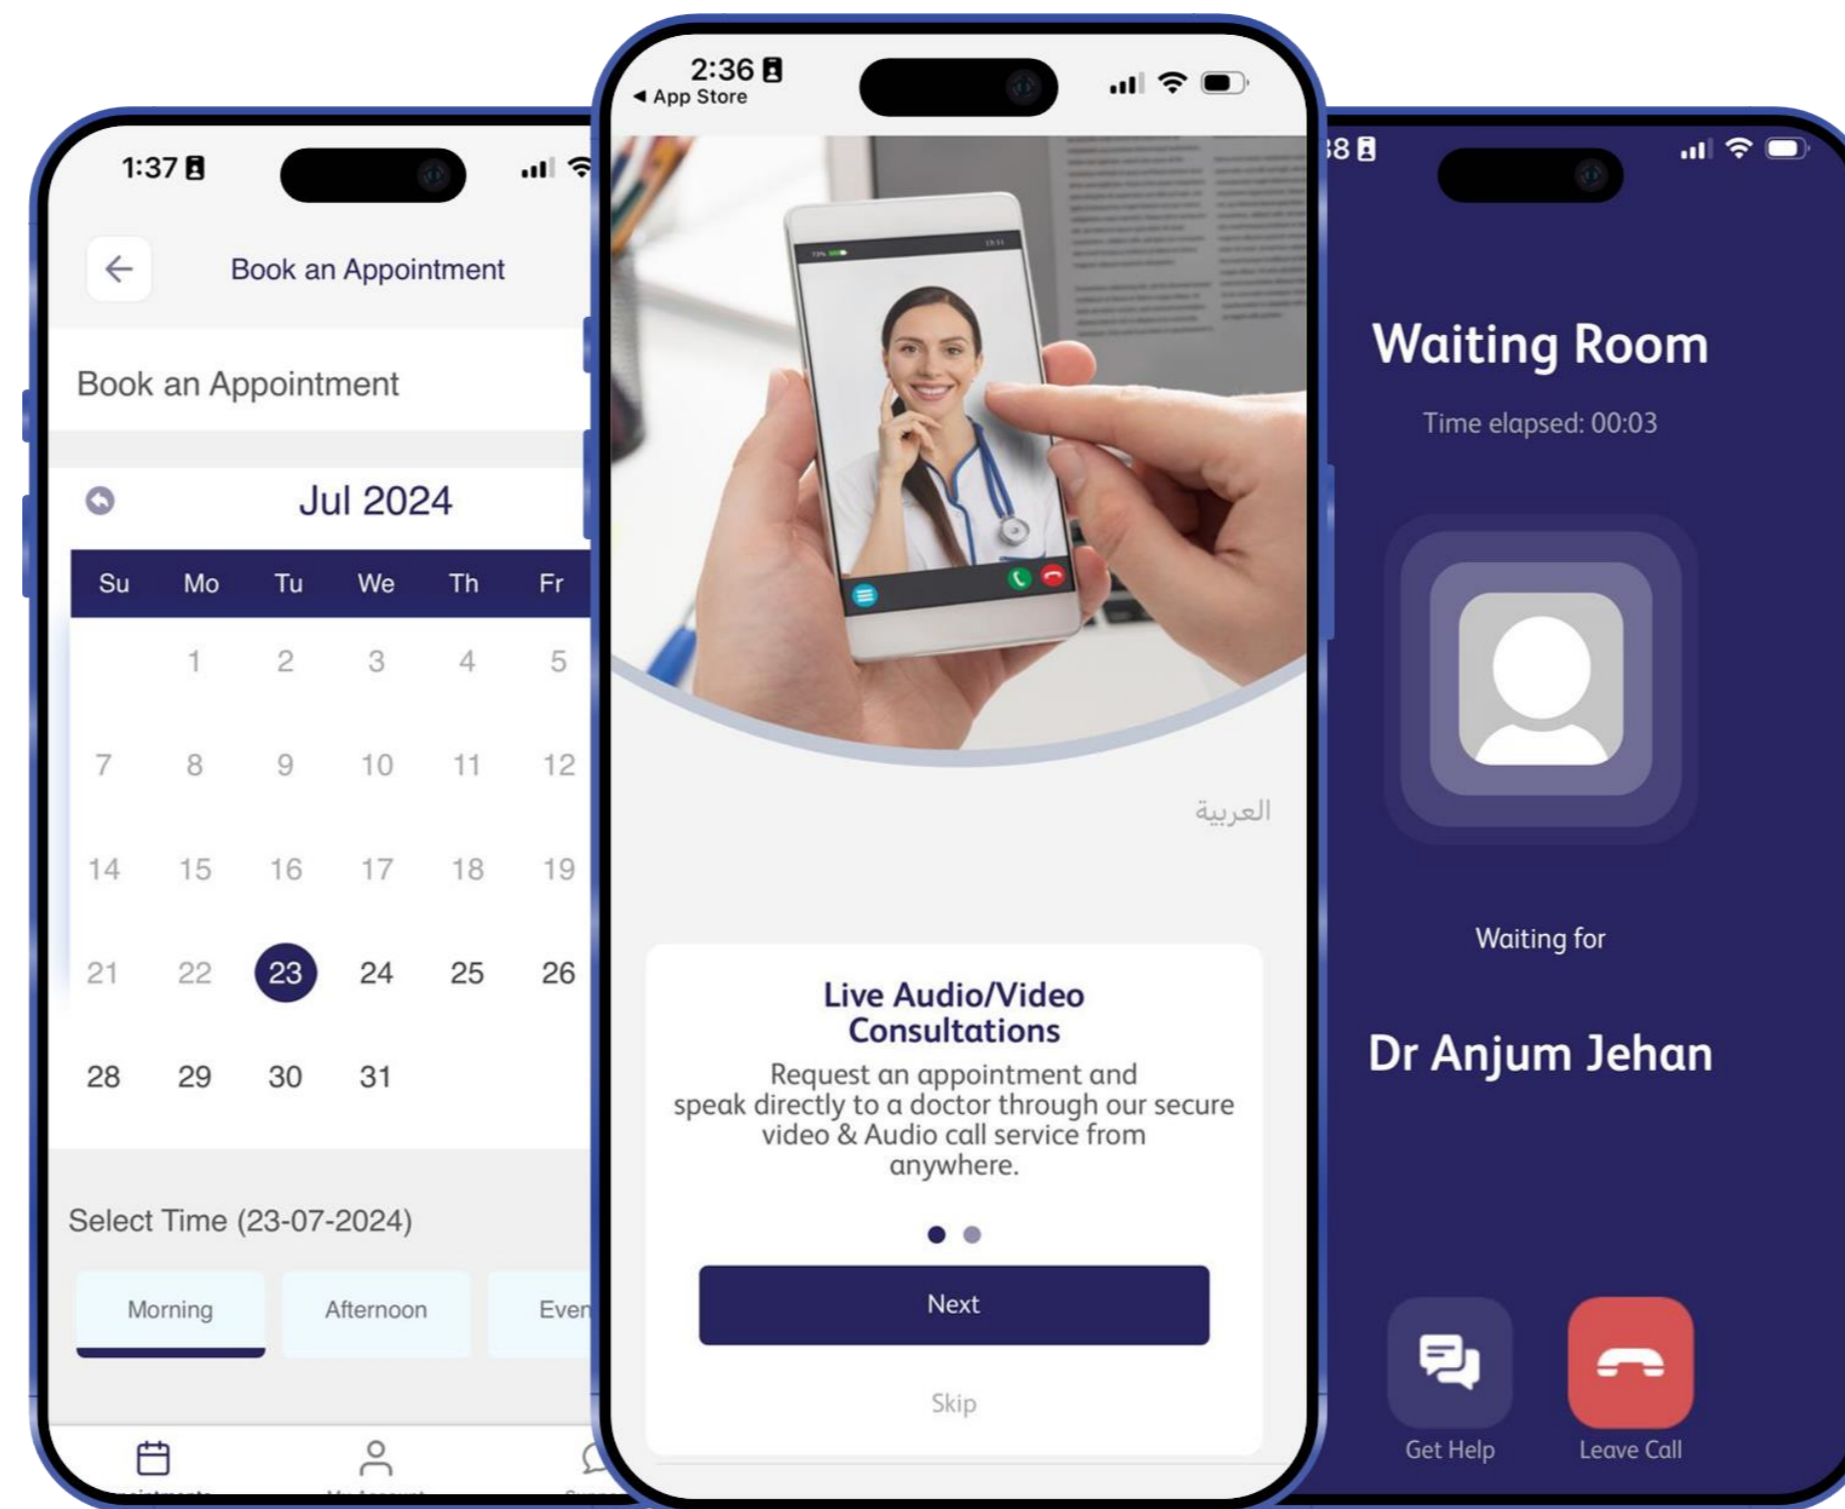 1:37
Book an Appointment
Book an Appointment
Jul 2024
Su Mo Tu We Th Fr
1 2 3 4 5
7 8 9 10 11 12
14 15 16 17 18 19
21 22 23 24 25 26
28 29 30 31
Select Time (23-07-2024)
Morning Afternoon Even
2:36
App Store
13:11
العربية
Live Audio/Video
Consultations
Request an appointment and
speak directly to a doctor through our secure
video & Audio call service from
anywhere.
Next
Skip
38
Waiting Room
Time elapsed: 00:03
Waiting for
Dr Anjum Jehan
Get Help Leave Call